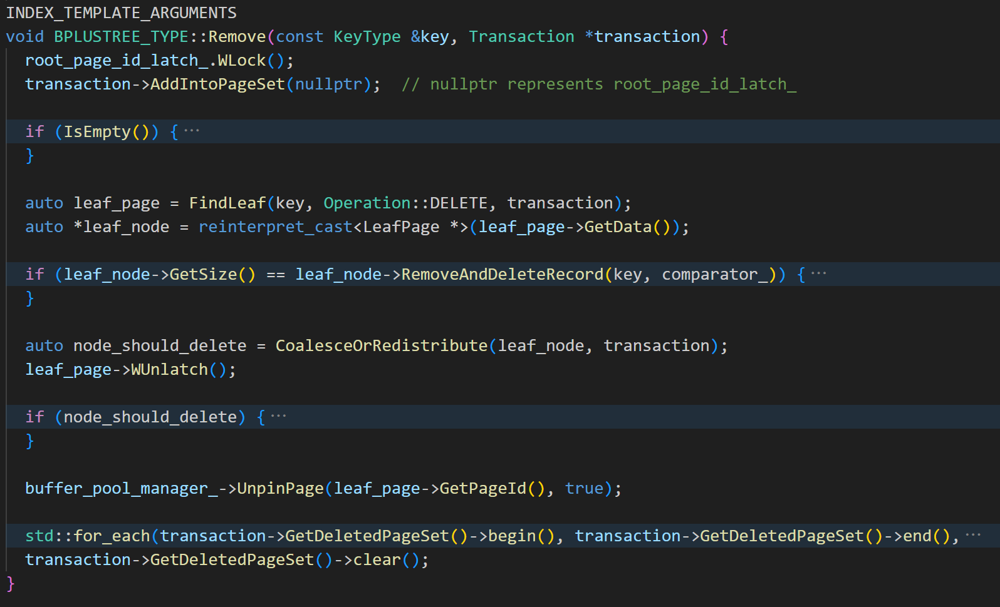 INDEX_TEMPLATE_ARGUMENTS
void BPLUSTREE_TYPE::Remove(const KeyType &key, Transaction *transaction) {
  root_page_id_latch_.WLock();
  transaction->AddIntoPageSet(nullptr);  // nullptr represents root_page_id_latch_

  if (IsEmpty()) {···
  }

  auto leaf_page = FindLeaf(key, Operation::DELETE, transaction);
  auto *leaf_node = reinterpret_cast<LeafPage *>(leaf_page->GetData());

  if (leaf_node->GetSize() == leaf_node->RemoveAndDeleteRecord(key, comparator_)) {···
  }

  auto node_should_delete = CoalesceOrRedistribute(leaf_node, transaction);
  leaf_page->WUnlatch();

  if (node_should_delete) {···
  }

  buffer_pool_manager_->UnpinPage(leaf_page->GetPageId(), true);

  std::for_each(transaction->GetDeletedPageSet()->begin(), transaction->GetDeletedPageSet()->end(),···
  transaction->GetDeletedPageSet()->clear();
}